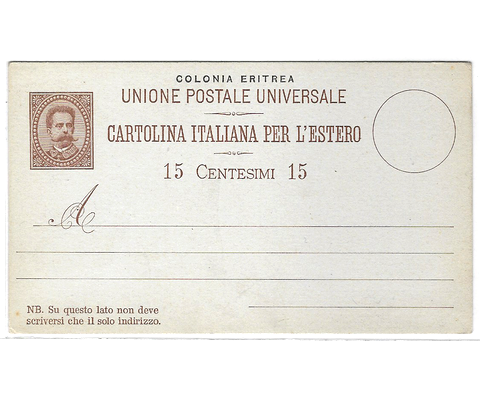 COLONIA ERITREA
UNIONE POSTALE UNIVERSALE
CARTOLINA ITALIANA PER L'ESTERO
15 CENTESIMI 15
A
NB. Su questo lato non deve
scriversi che il solo indirizzo.